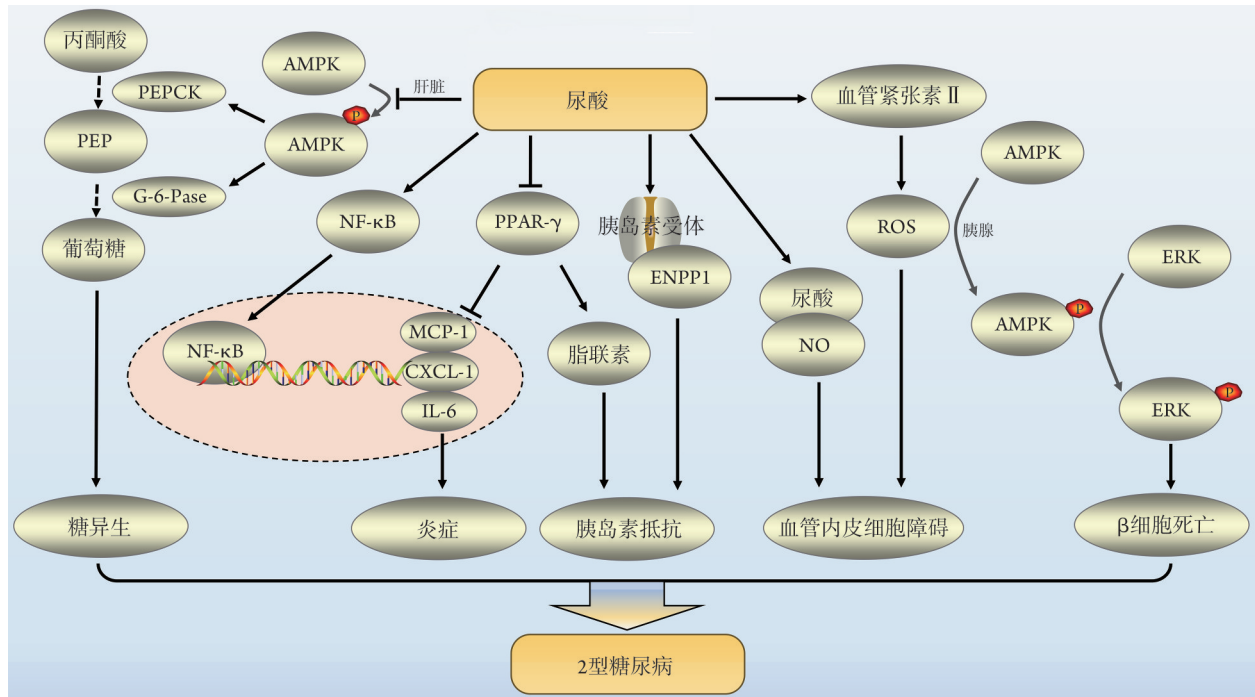 丙酮酸
PEPCK
PEP
G-6-Pase
葡萄糖
AMPK
肝脏
P
AMPK
尿酸
血管紧张素Ⅱ
NF-κB
PPAR-γ
胰岛素受体
ENPP1
尿酸
NO
ROS
AMPK
胰腺
AMPK
P
ERK
ERK
P
NF-κB
MCP-1
CXCL-1
IL-6
脂联素
糖异生
炎症
胰岛素抵抗
血管内皮细胞障碍
β细胞死亡
2型糖尿病